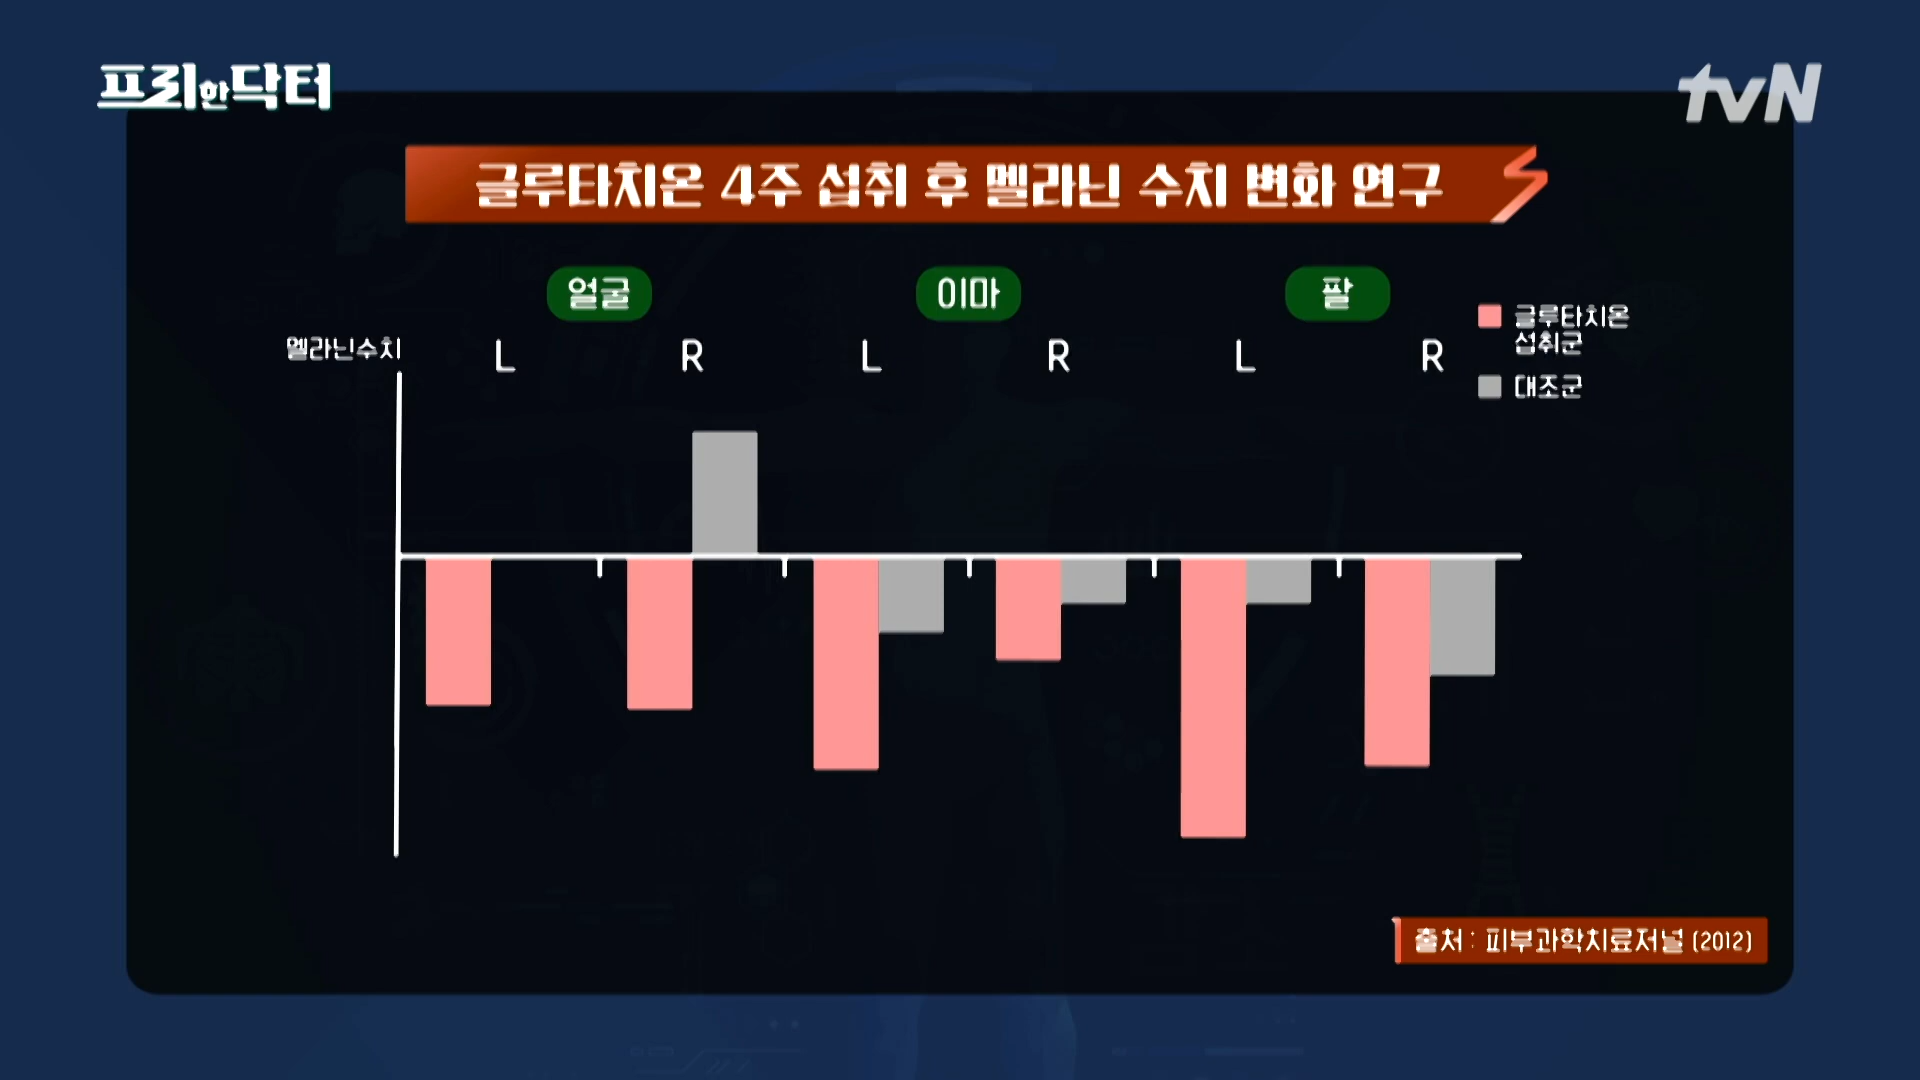 프리한닥터
tvN
글루타치온 4주 섭취 후 멜라닌 수치 변화 연구
얼굴 이마 팔
멜라닌수치 L R L R L R
글루타치온
섭취군
대조군
출처 : 피부과학치료저널 (2012)